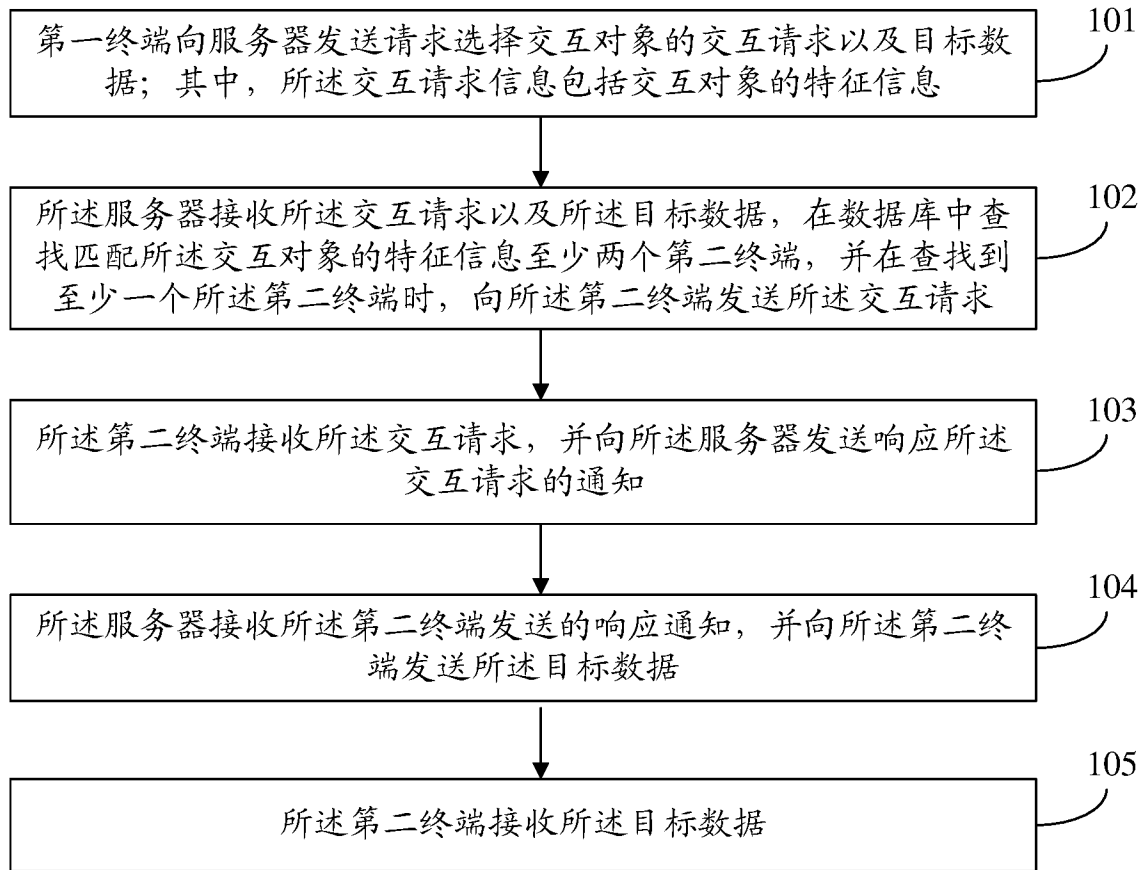 101
第一终端向服务器发送请求选择交互对象的交互请求以及目标数
据；其中，所述交互请求信息包括交互对象的特征信息
102
所述服务器接收所述交互请求以及所述目标数据，在数据库中查
找匹配所述交互对象的特征信息至少两个第二终端，并在查找到
至少一个所述第二终端时，向所述第二终端发送所述交互请求
103
所述第二终端接收所述交互请求，并向所述服务器发送响应所述
交互请求的通知
104
所述服务器接收所述第二终端发送的响应通知，并向所述第二终
端发送所述目标数据
105
所述第二终端接收所述目标数据